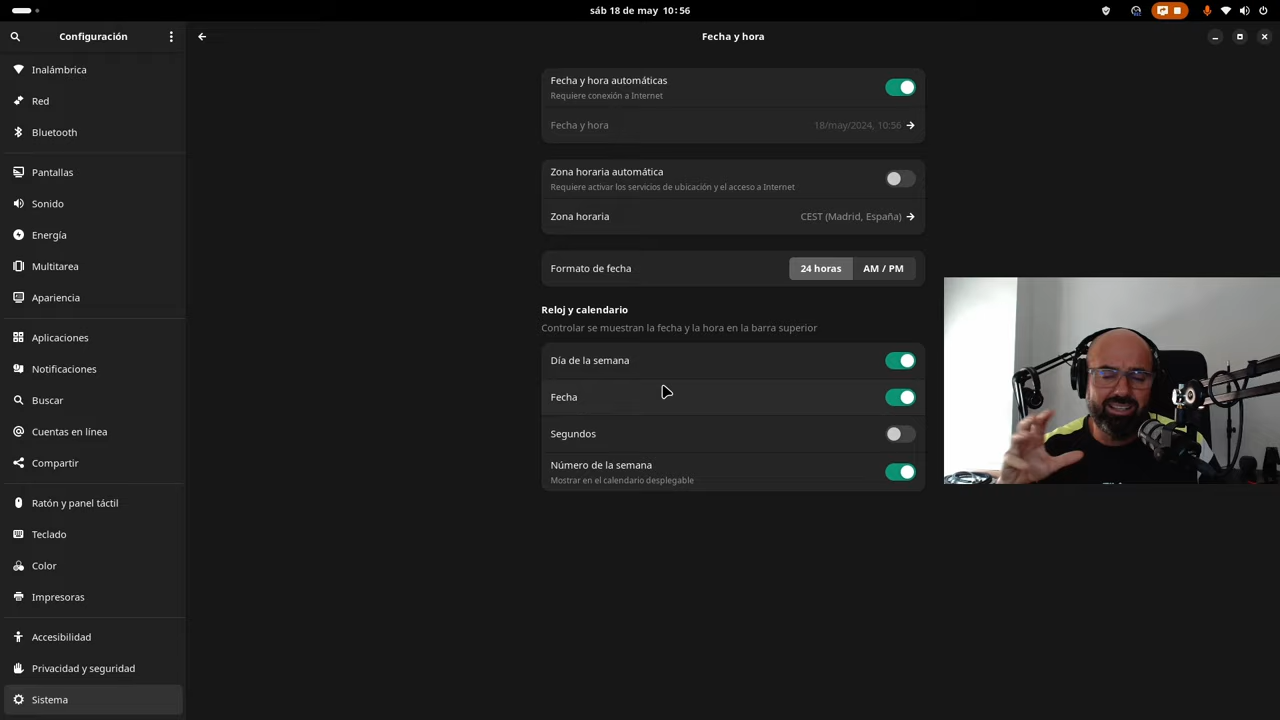 sáb 18 de may 10:56
Configuración
Fecha y hora
Inalámbrica
Red
Bluetooth
Pantallas
Sonido
Energía
Multitarea
Apariencia
Aplicaciones
Notificaciones
Buscar
Cuentas en línea
Compartir
Ratón y panel táctil
Teclado
Color
Impresoras
Accesibilidad
Privacidad y seguridad
Sistema
Fecha y hora automáticas
Requiere conexión a Internet
Fecha y hora 18/may/2024, 10:56
Zona horaria automática
Requiere activar los servicios de ubicación y el acceso a Internet
Zona horaria CEST (Madrid, España)
Formato de fecha 24 horas AM / PM
Reloj y calendario
Controlar se muestran la fecha y la hora en la barra superior
Día de la semana
Fecha
Segundos
Número de la semana
Mostrar en el calendario desplegable